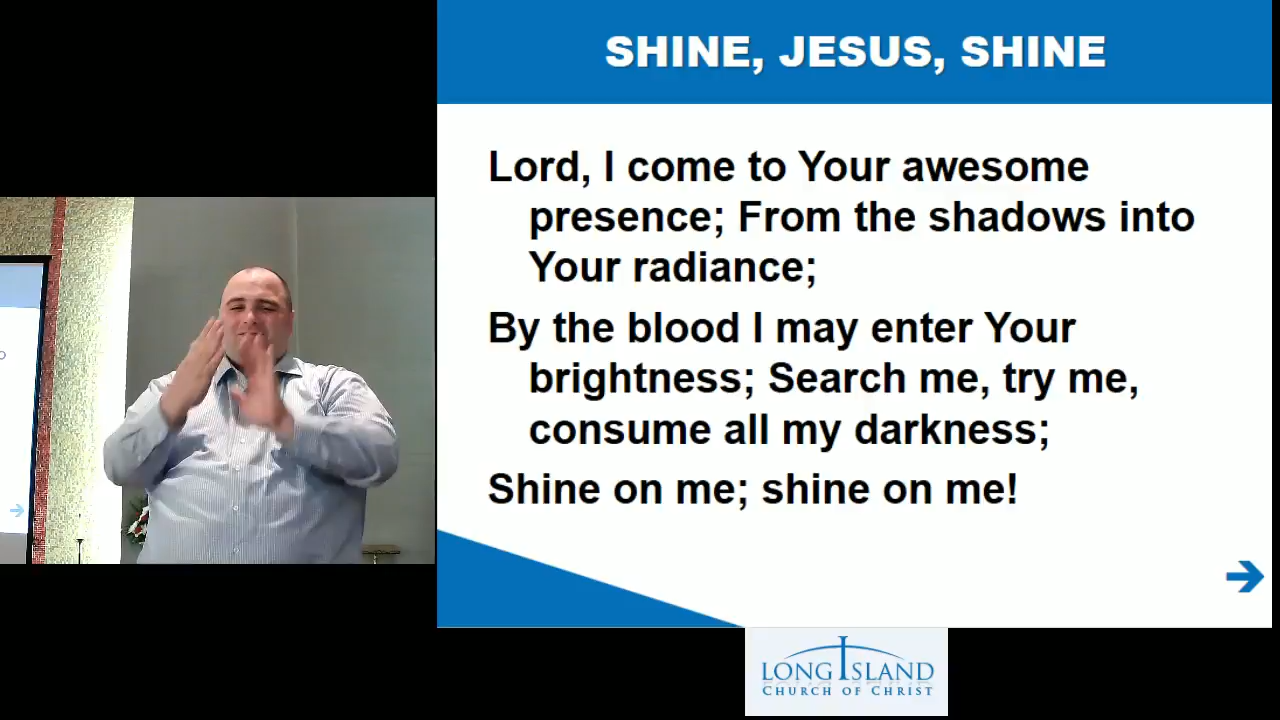 SHINE, JESUS, SHINE
Lord, I come to Your awesome
presence; From the shadows into
Your radiance;
By the blood I may enter Your
brightness; Search me, try me,
consume all my darkness;
Shine on me; shine on me!
LONG ISLAND
CHURCH OF CHRIST